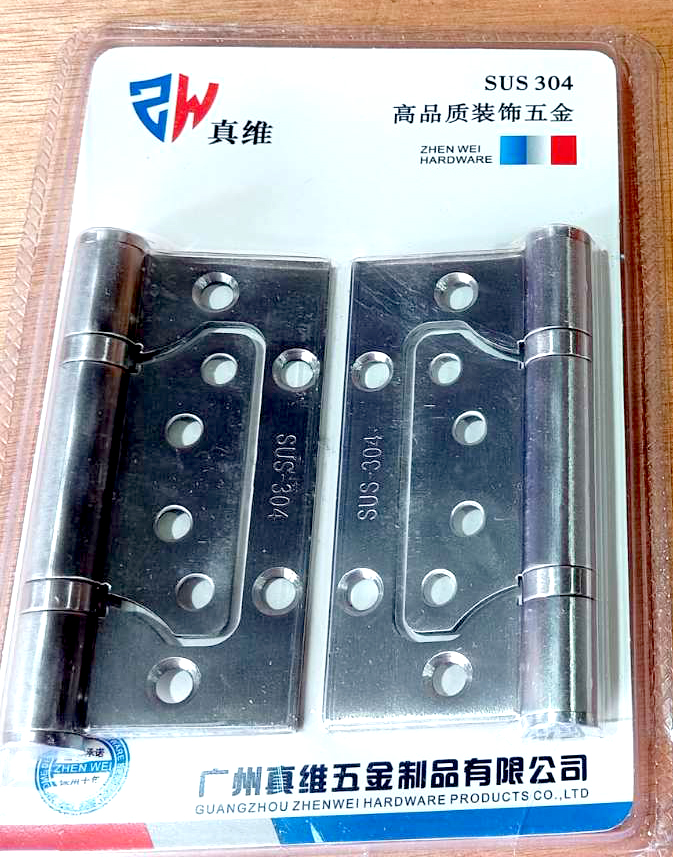 ZW 真维
SUS 304
高品质装饰五金
ZHEN WEI
HARDWARE
SUS-304
SUS 304
承诺
ZHEN WEI
广州真维五金制品有限公司
GUANGZHOU ZHENWEI HARDWARE PRODUCTS CO.,LTD